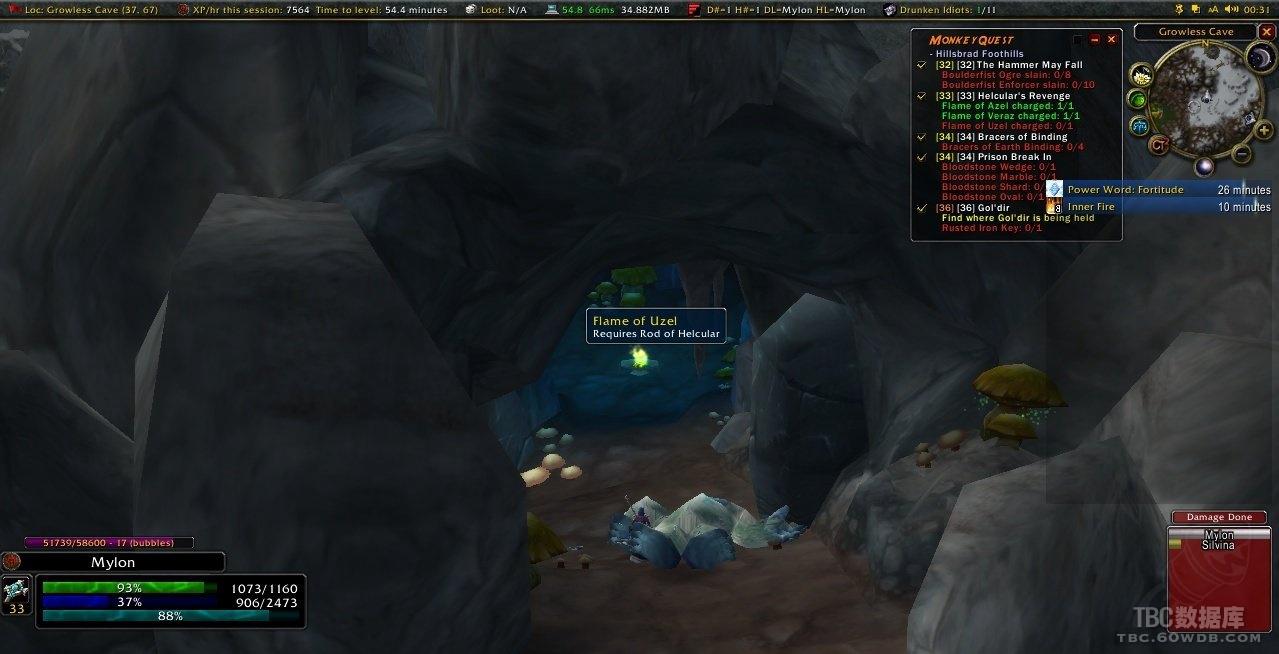 Loc: Growless Cave (37, 67) XP/hr this session: 7564 Time to level: 54.4 minutes Loot: N/A 54.8 66ms 34.882MB D#=1 H#=1 DL=Mylon HL=Mylon Drunken Idiots: 1/11 AA 00:31
MonkeyQuest
Growless Cave
- Hillsbrad Foothills
[32] [32] The Hammer May Fall
Boulderfist Ogre slain: 0/8
Boulderfist Enforcer slain: 0/10
[33] [33] Helcular's Revenge
Flame of Azel charged: 1/1
Flame of Veraz charged: 1/1
Flame of Uzel charged: 0/1
[34] [34] Bracers of Binding
Bracers of Earth Binding: 0/4
[34] [34] Prison Break In
Bloodstone Wedge: 0/1
Bloodstone Marble: 0/1
Bloodstone Shard: 0/
Bloodstone Oval: 0/1
[36] [36] Gol'dir
Find where Gol'dir is being held
Rusted Iron Key: 0/1
Power Word: Fortitude 26 minutes
Inner Fire 10 minutes
8
Flame of Uzel
Requires Rod of Helcular
51739/58600 - 17 (bubbles)
Mylon
93% 1073/1160
37% 906/2473
88%
33
Damage Done
Mylon
Silvina
TBC数据库
TBC.60WDB.COM